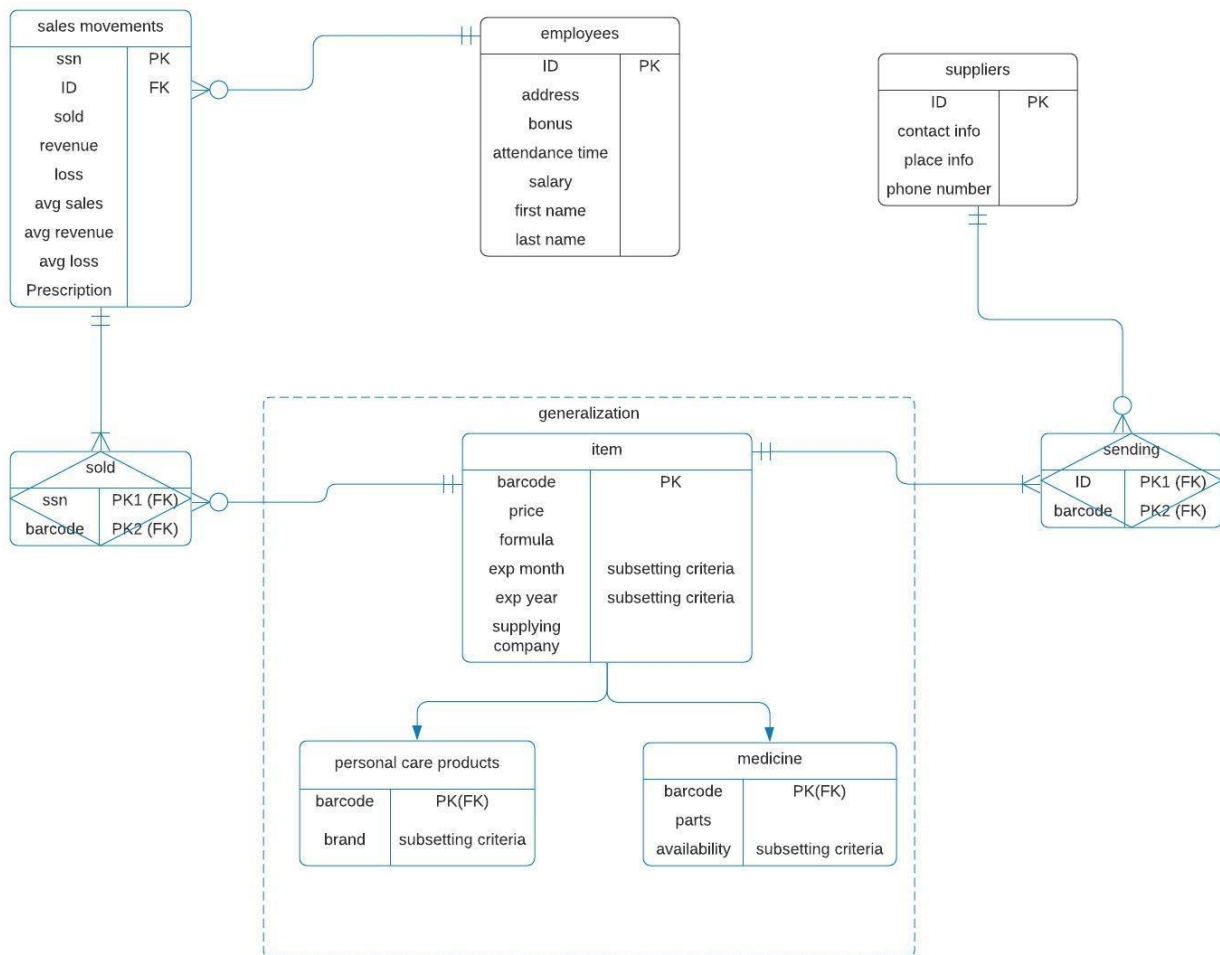 sales movements
ssn PK
ID FK
sold
revenue
loss
avg sales
avg revenue
avg loss
Prescription
employees
ID PK
address
bonus
attendance time
salary
first name
last name
suppliers
ID PK
contact info
place info
phone number
sold
ssn PK1 (FK)
barcode PK2 (FK)
generalization
item
barcode PK
price
formula
exp month subsetting criteria
exp year subsetting criteria
supplying
company
sending
ID PK1 (FK)
barcode PK2 (FK)
personal care products
barcode PK(FK)
brand subsetting criteria
medicine
barcode PK(FK)
parts
availability subsetting criteria